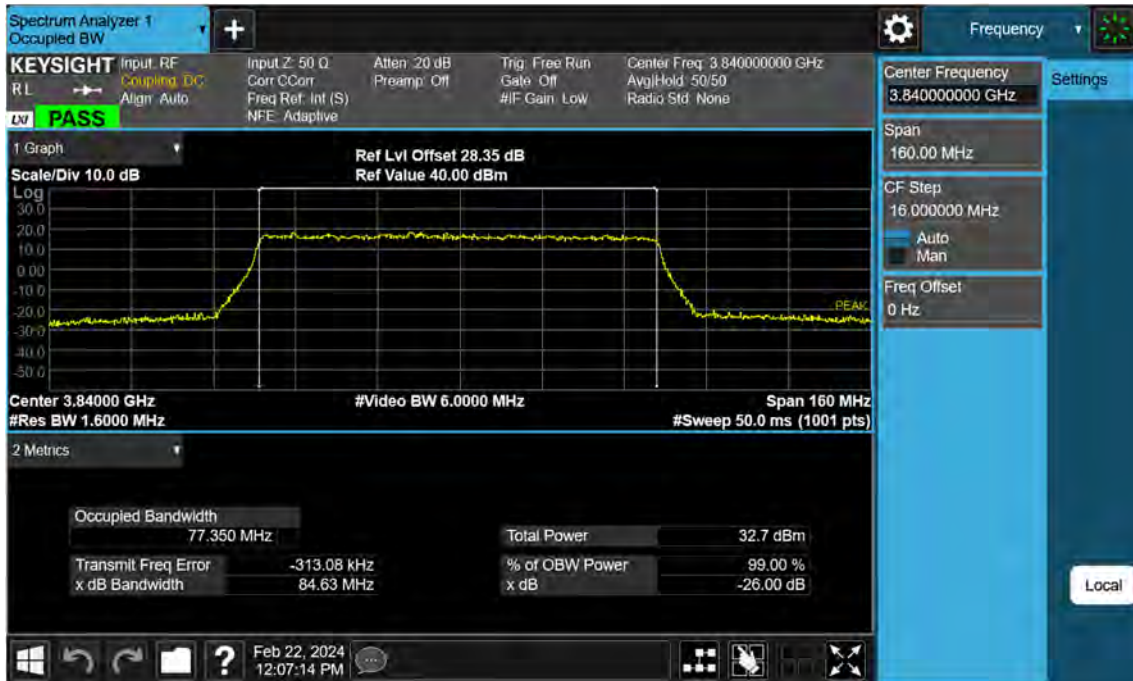 Spectrum Analyzer 1
Occupied BW
+
Frequency
KEYSIGHT
RL
LXI
PASS
Input: RF
Coupling: DC
Align: Auto
Input Z: 50 Ω
Corr CCorr
Freq Ref: Int (S)
NFE: Adaptive
Atten: 20 dB
Preamp: Off
Trig: Free Run
Gate: Off
#IF Gain: Low
Center Freq: 3.840000000 GHz
Avg|Hold: 50/50
Radio Std: None
Center Frequency
3.840000000 GHz
Settings
Span
160.00 MHz
CF Step
16.000000 MHz
Auto
Man
Freq Offset
0 Hz
1 Graph
Scale/Div 10.0 dB
Ref Lvl Offset 28.35 dB
Ref Value 40.00 dBm
Log
30.0
20.0
10.0
0.00
-10.0
-20.0
-30.0
-40.0
-50.0
PEAK
Center 3.84000 GHz
#Video BW 6.0000 MHz
Span 160 MHz
#Res BW 1.6000 MHz
#Sweep 50.0 ms (1001 pts)
2 Metrics
Occupied Bandwidth
77.350 MHz
Total Power 32.7 dBm
Transmit Freq Error -313.08 kHz
% of OBW Power 99.00 %
x dB Bandwidth 84.63 MHz
x dB -26.00 dB
Local
?
Feb 22, 2024
12:07:14 PM